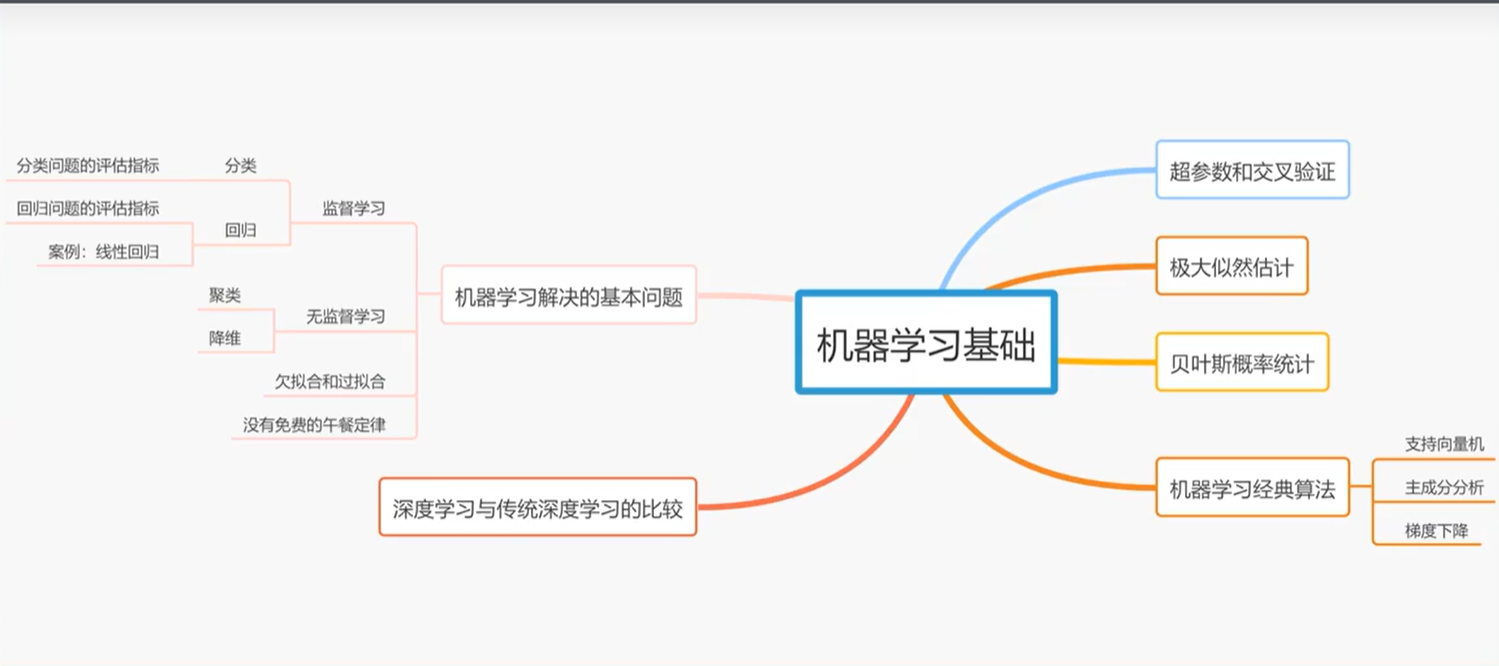 机器学习基础
超参数和交叉验证
极大似然估计
贝叶斯概率统计
机器学习经典算法
支持向量机
主成分分析
梯度下降
机器学习解决的基本问题
监督学习
分类
分类问题的评估指标
回归
回归问题的评估指标
案例：线性回归
无监督学习
聚类
降维
欠拟合和过拟合
没有免费的午餐定律
深度学习与传统深度学习的比较